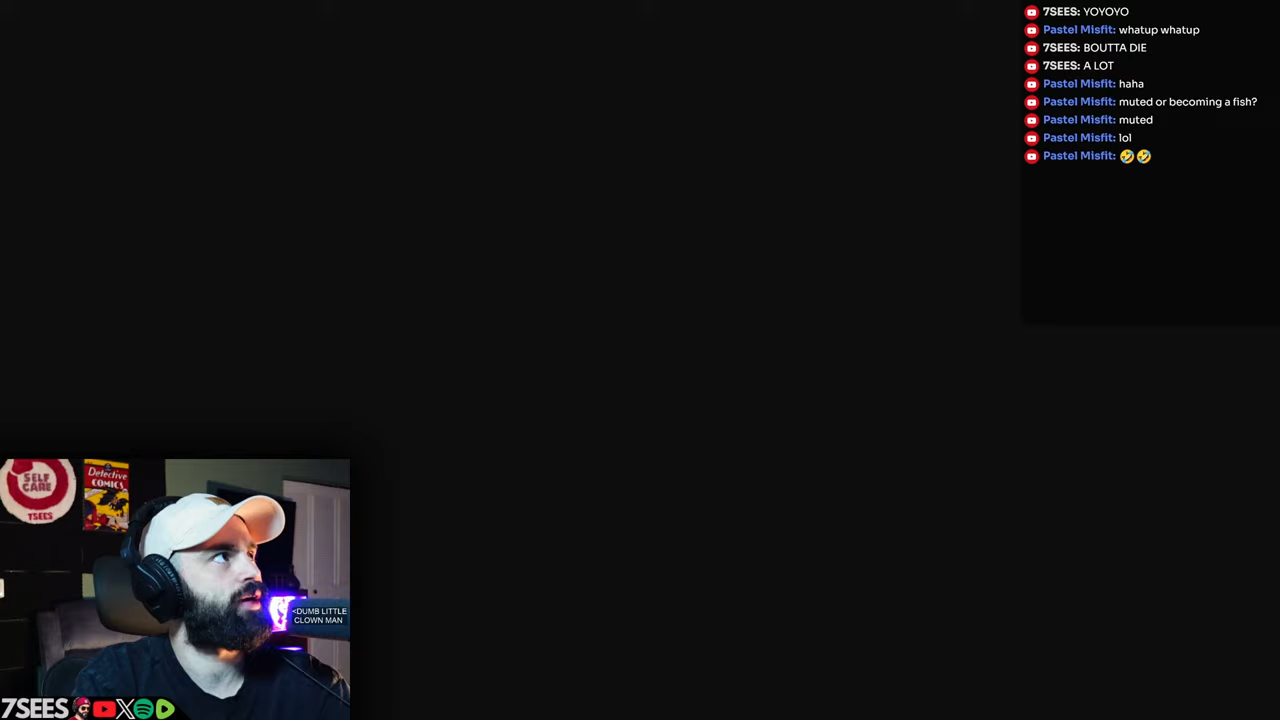 7SEES: YOYOYO
Pastel Misfit: whatup whatup
7SEES: BOUTTA DIE
7SEES: A LOT
Pastel Misfit: haha
Pastel Misfit: muted or becoming a fish?
Pastel Misfit: muted
Pastel Misfit: lol
Pastel Misfit: 🤣🤣
SELF
CARE
7SEES
Detective
COMICS
<DUMB LITTLE
CLOWN MAN
7SEES